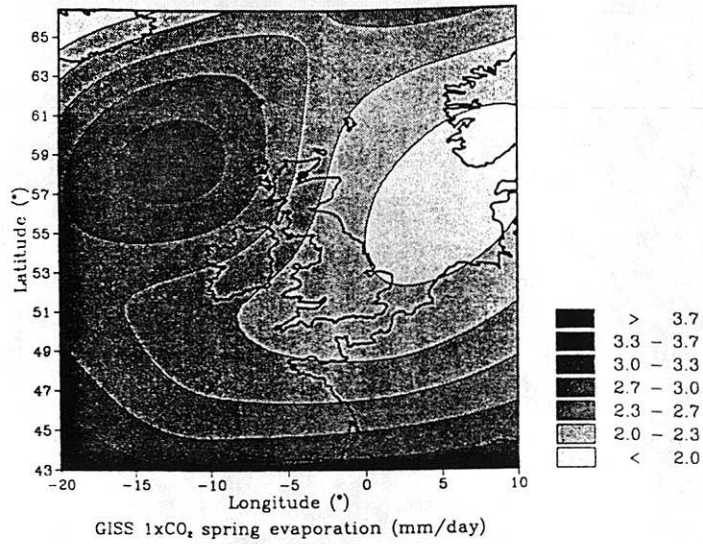 65
63
61
59
57
55
53
51
49
47
45
43
Latitude (°)
-20 -15 -10 -5 0 5 10
Longitude (°)
GISS 1xCO₂ spring evaporation (mm/day)
> 3.7
3.3 - 3.7
3.0 - 3.3
2.7 - 3.0
2.3 - 2.7
2.0 - 2.3
< 2.0